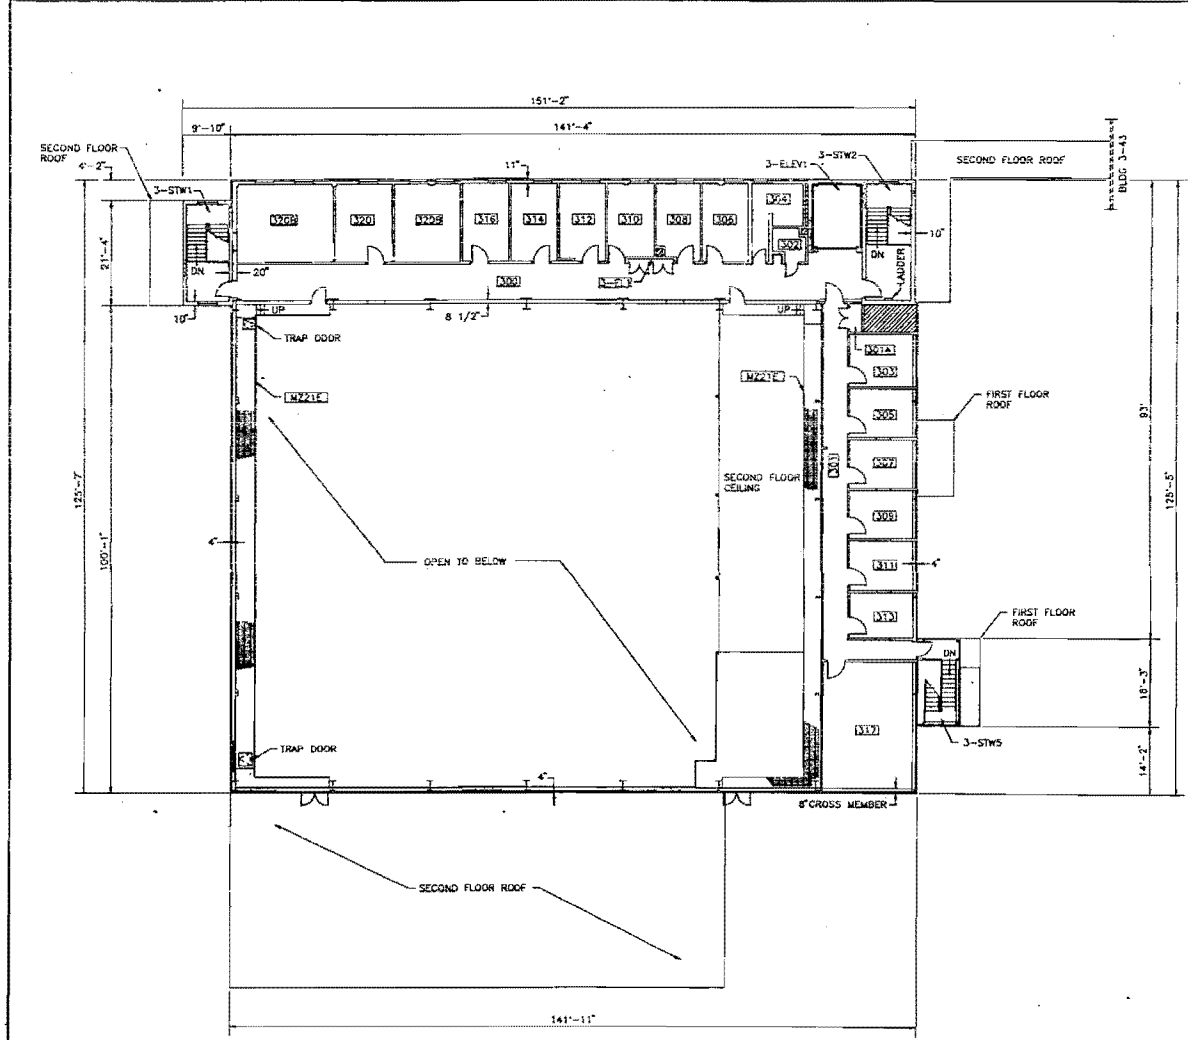 151'-2"
9'-10"
141'-4"
SECOND FLOOR
ROOF
4'-2"
3-STW1
11"
3-ELEV1
3-STW2
SECOND FLOOR ROOF
BLDG 3-43
320
316
314
312
310
308
306
304
302
10"
21'-4"
DN
20"
300
DN
LADDER
10"
UP
8 1/2"
UP
TRAP DOOR
301A
303
MZ21E
MZ21E
FIRST FLOOR
ROOF
305
93'
301
307
SECOND FLOOR
CEILING
125'-7"
125'-5"
100'-1"
309
4"
OPEN TO BELOW
311
4"
313
FIRST FLOOR
ROOF
DN
18'-3"
317
3-STW5
TRAP DOOR
14'-2"
4"
8" CROSS MEMBER
SECOND FLOOR ROOF
141'-11"